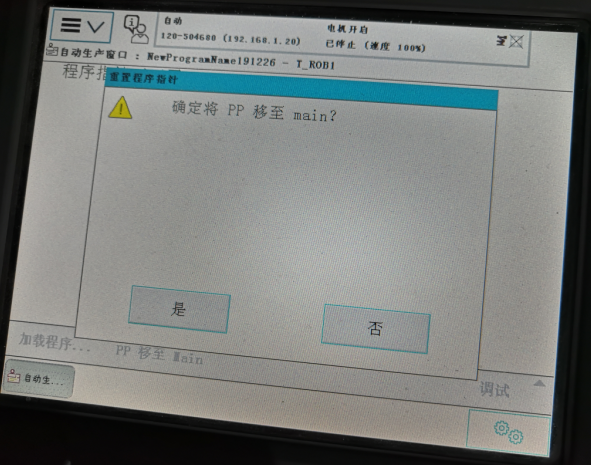 自动
电机开启
120-504680 (192.168.1.20)
已停止 (速度 100%)
自动生产窗口 : NewProgramName191226 - T_ROB1
程序指
重置程序指针
确定将 PP 移至 main?
是
否
加载程序...
PP 移至 Main
调试
自动生...